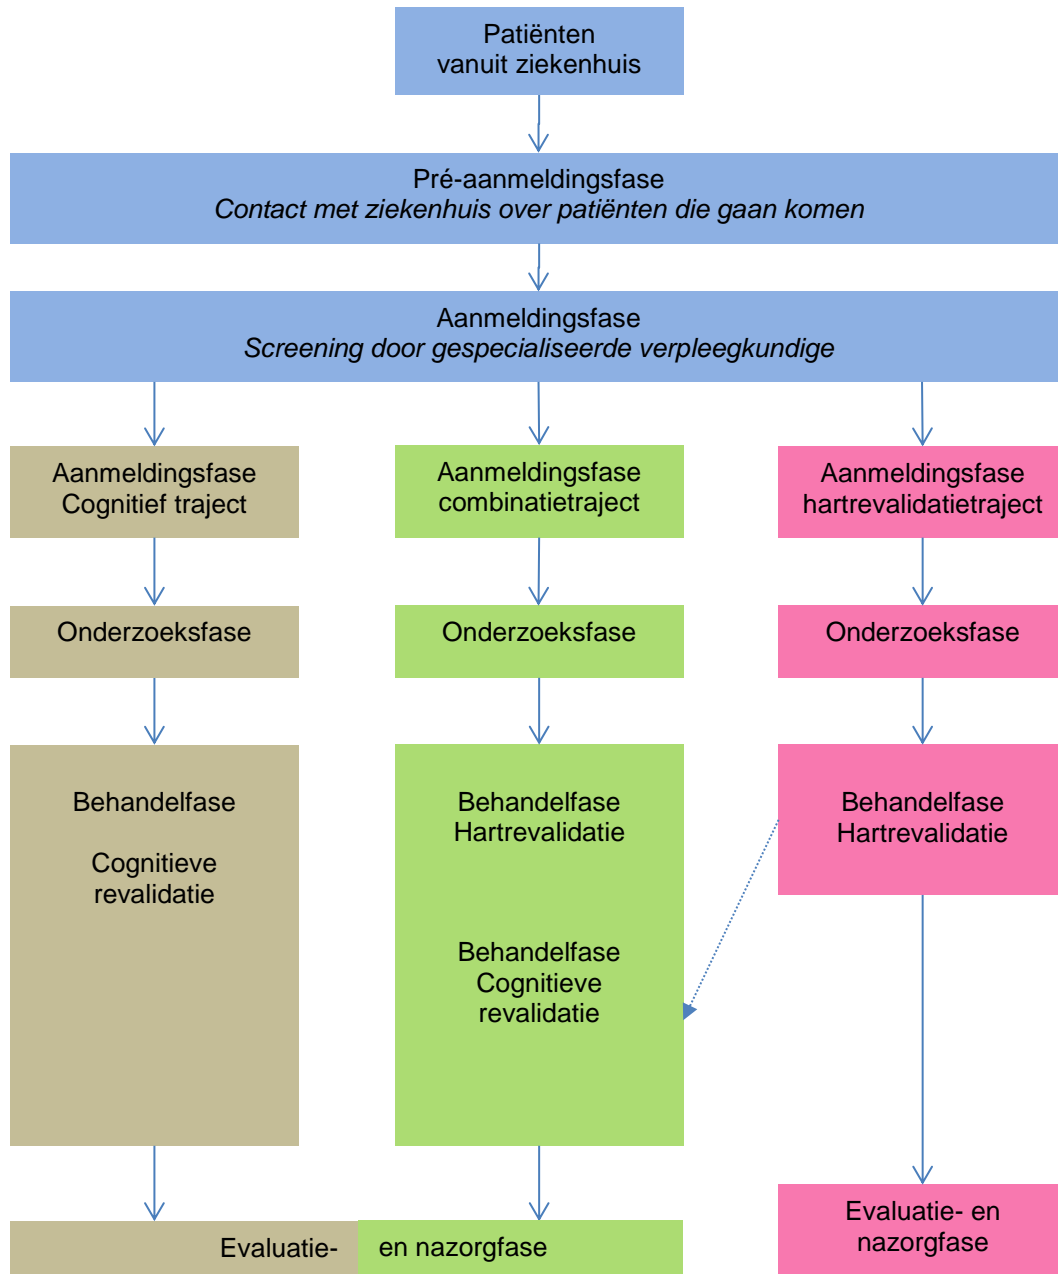 Patiënten
vanuit ziekenhuis
Pré-aanmeldingsfase
Contact met ziekenhuis over patiënten die gaan komen
Aanmeldingsfase
Screening door gespecialiseerde verpleegkundige
Aanmeldingsfase
Cognitief traject
Aanmeldingsfase
combinatietraject
Aanmeldingsfase
hartrevalidatietraject
Onderzoeksfase
Onderzoeksfase
Onderzoeksfase
Behandelfase
Cognitieve
revalidatie
Behandelfase
Hartrevalidatie
Behandelfase
Cognitieve
revalidatie
Behandelfase
Hartrevalidatie
Evaluatie- en nazorgfase
Evaluatie- en
nazorgfase